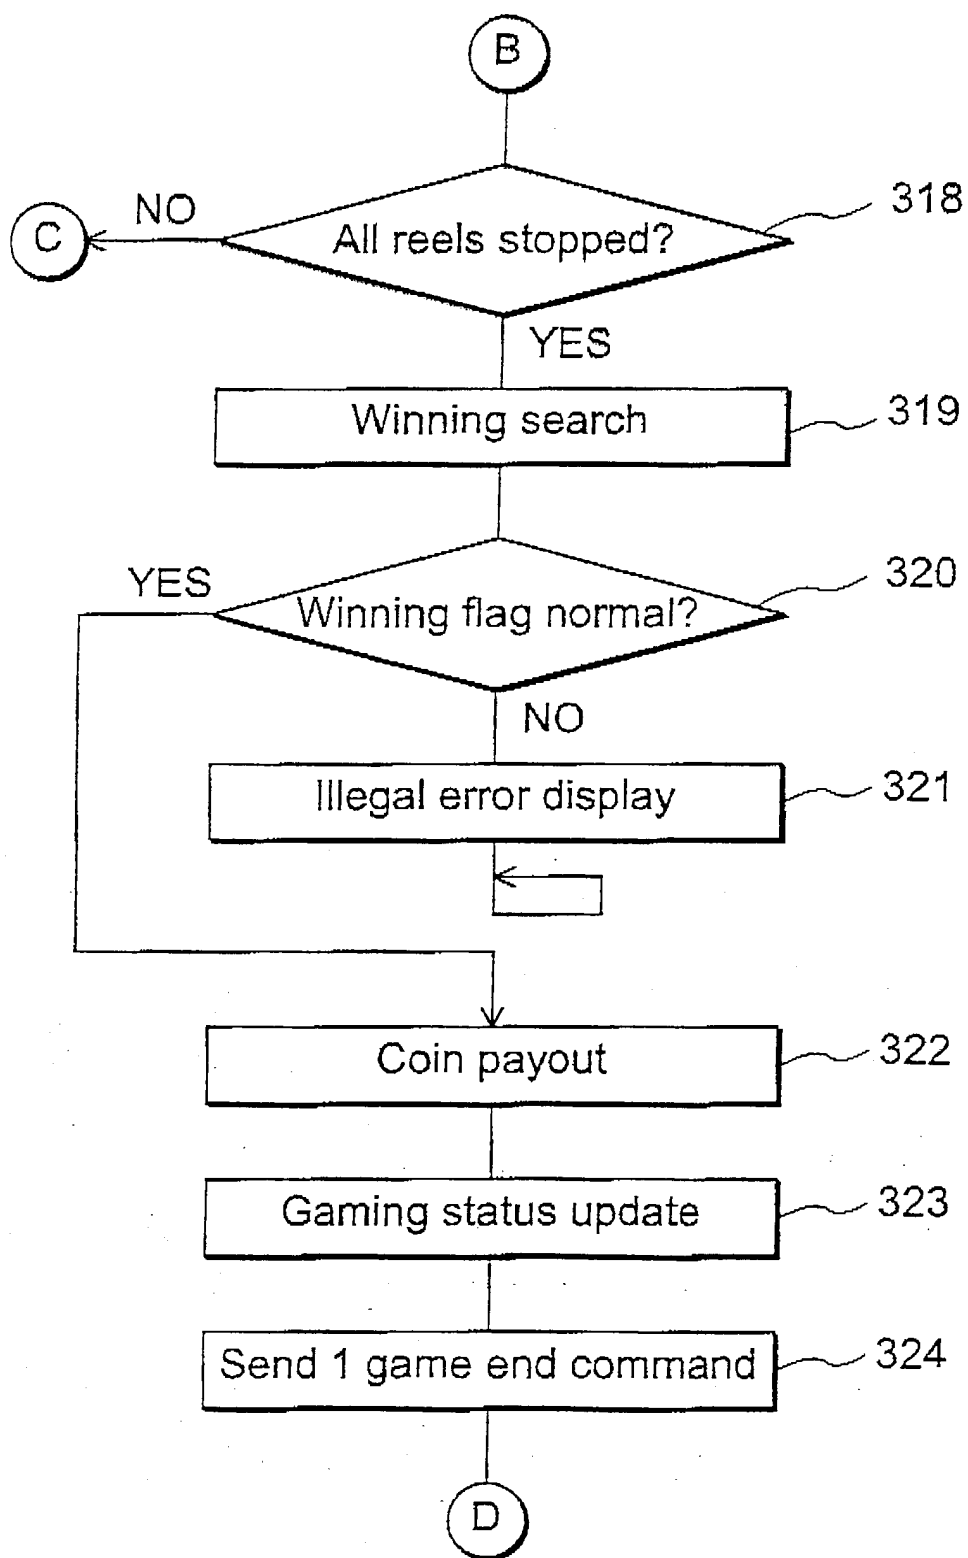 B
318
NO
C
All reels stopped?
YES
Winning search
319
320
YES
Winning flag normal?
NO
Illegal error display
321
Coin payout
322
Gaming status update
323
Send 1 game end command
324
D